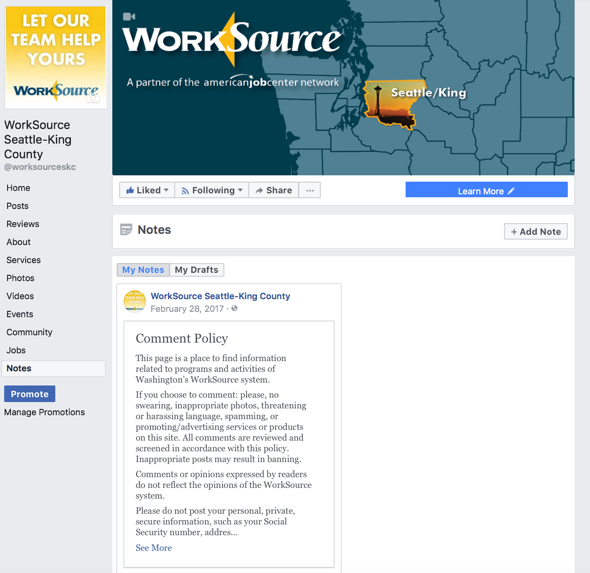 LET OUR
TEAM HELP
YOURS
WORKSource
WorkSource
Seattle-King
County
@worksourceskc
Home
Posts
Reviews
About
Services
Photos
Videos
Events
Community
Jobs
Notes
Promote
Manage Promotions
WORKSource
A partner of the americanjobcenter network
Seattle/King
Liked
Following
Share
...
Learn More
Notes
+ Add Note
My Notes
My Drafts
WorkSource Seattle-King County
February 28, 2017 ·
Comment Policy
This page is a place to find information
related to programs and activities of
Washington's WorkSource system.
If you choose to comment: please, no
swearing, inappropriate photos, threatening
or harassing language, spamming, or
promoting/advertising services or products
on this site. All comments are reviewed and
screened in accordance with this policy.
Inappropriate posts may result in banning.
Comments or opinions expressed by readers
do not reflect the opinions of the WorkSource
system.
Please do not post your personal, private,
secure information, such as your Social
Security number, addres...
See More